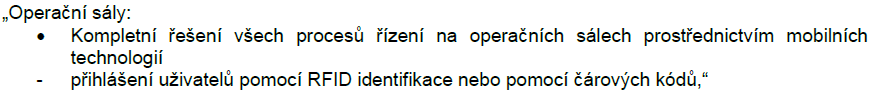 „Operační sály:
• Kompletní řešení všech procesů řízení na operačních sálech prostřednictvím mobilních
technologií
- přihlášení uživatelů pomocí RFID identifikace nebo pomocí čárových kódů,“